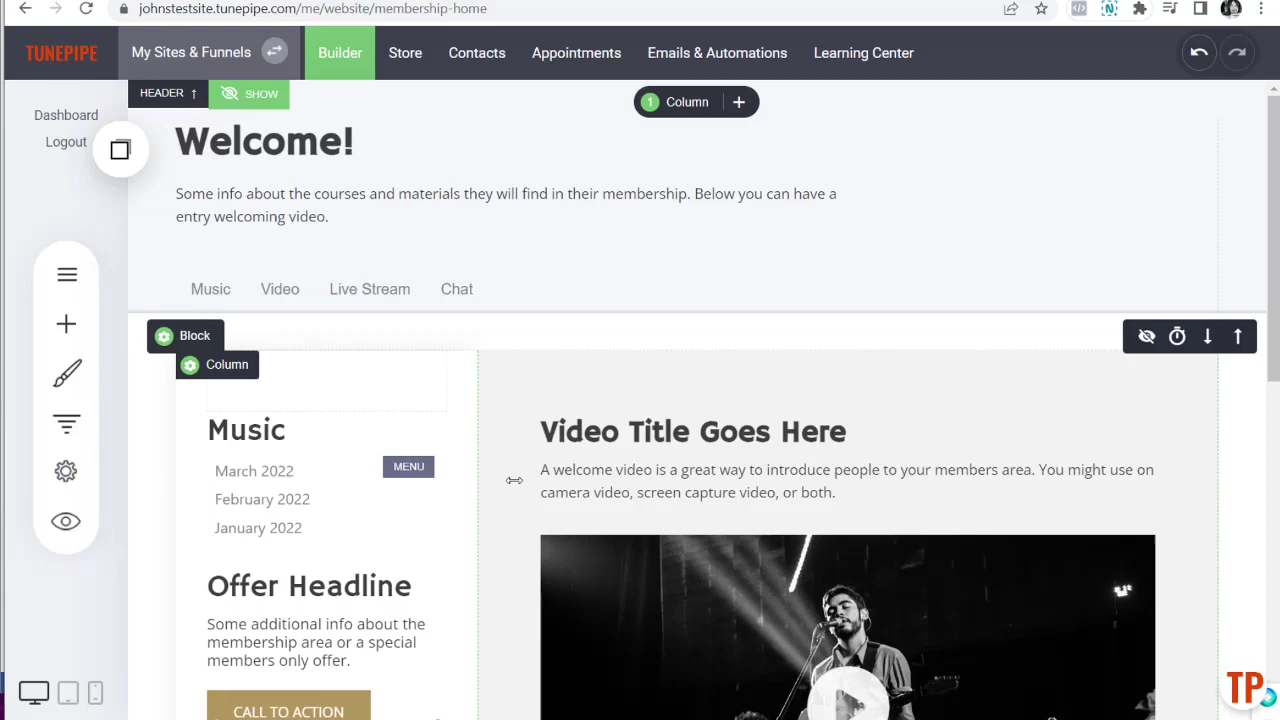 johnstestsite.tunepipe.com/me/website/membership-home
TUNEPIPE
My Sites & Funnels
Builder
Store
Contacts
Appointments
Emails & Automations
Learning Center
Dashboard
Logout
HEADER ↑
SHOW
1 Column +
Welcome!
Some info about the courses and materials they will find in their membership. Below you can have a
entry welcoming video.
Music
Video
Live Stream
Chat
Block
Column
Music
March 2022
February 2022
January 2022
MENU
Offer Headline
Some additional info about the
membership area or a special
members only offer.
CALL TO ACTION
Video Title Goes Here
A welcome video is a great way to introduce people to your members area. You might use on
camera video, screen capture video, or both.
TP